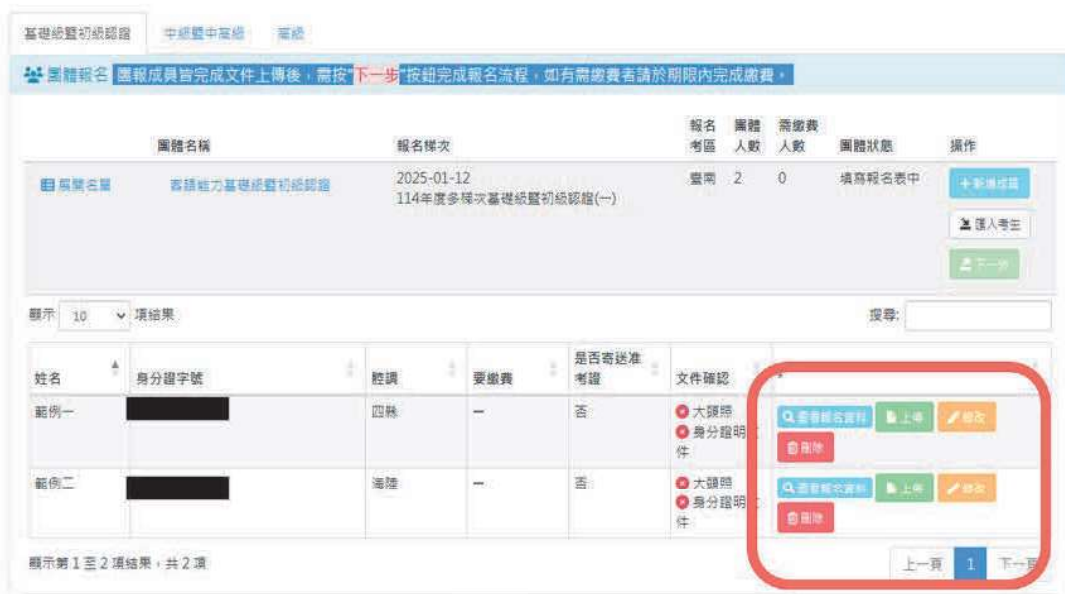 基礎級暨初級認證 中級暨中高級 高級
團體報名 團報成員皆完成文件上傳後，需按"下一步"按鈕完成報名流程，如有需繳費者請於期限內完成繳費。
團體名稱 報名梯次 報名考區 團體人數 需繳費人數 團體狀態 操作
展開名單 客語能力基礎級暨初級認證 2025-01-12 臺南 2 0 填寫報名表中 +新增成員
114年度多梯次基礎級暨初級認證(一)
匯入考生
下一步
顯示 10 項結果 搜尋:
姓名 身分證字號 腔調 要繳費 是否寄送准考證 文件確認
範例一 四縣 — 否 大頭照 查看報名資料 上傳 修改
身分證明文件 刪除
範例二 海陸 — 否 大頭照 查看報名資料 上傳 修改
身分證明文件 刪除
顯示第 1 至 2 項結果，共 2 項 上一頁 1 下一頁